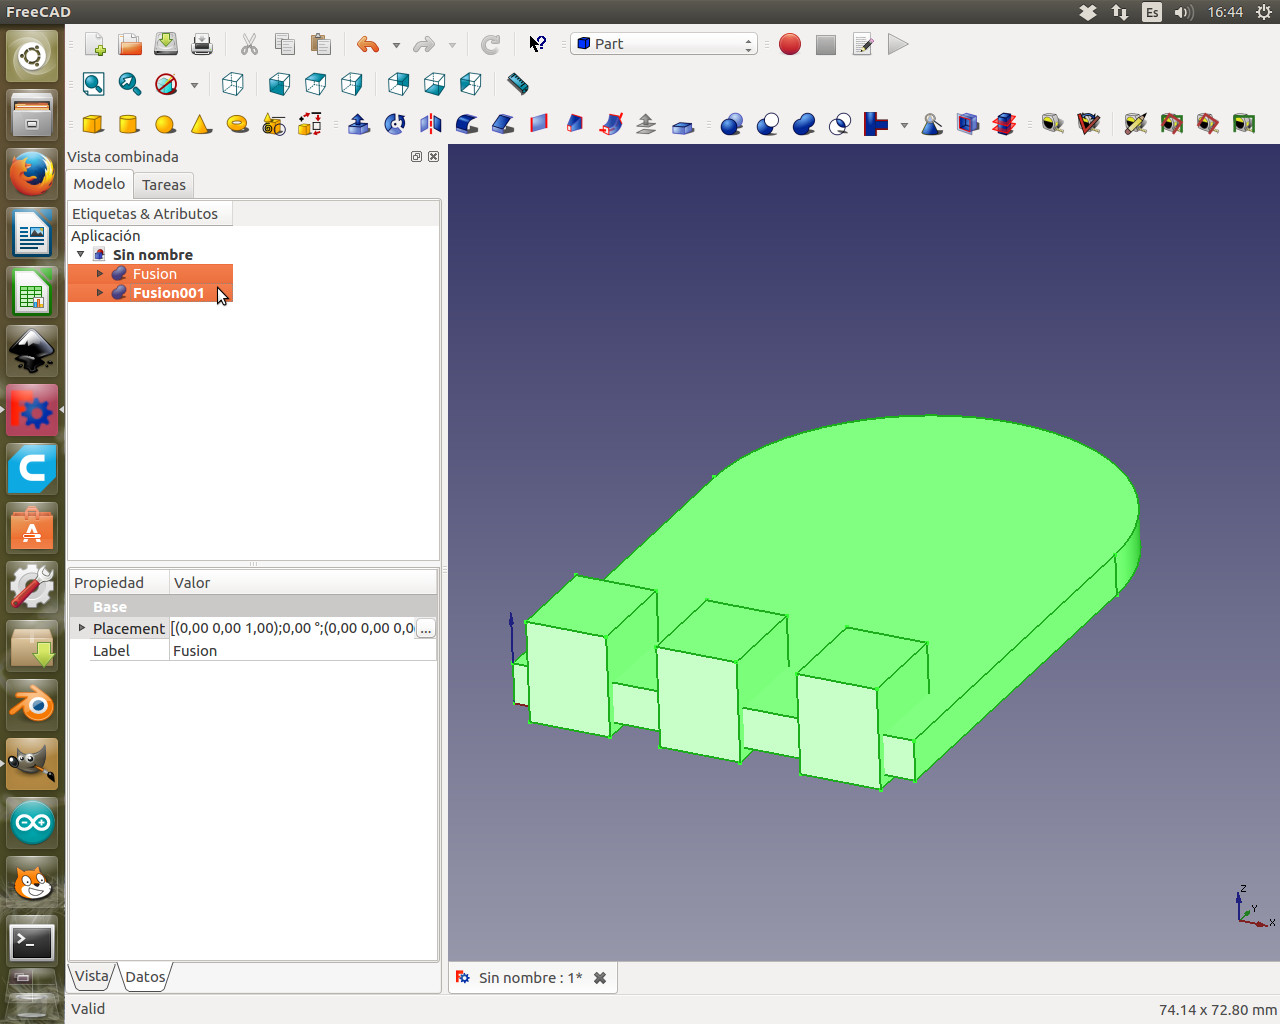 FreeCAD
Es
16:44
Part
Vista combinada
Modelo
Tareas
Etiquetas & Atributos
Aplicación
Sin nombre
Fusion
Fusion001
Propiedad
Valor
Base
Placement
[(0,00 0,00 1,00);0,00 °;(0,00 0,00 0,0
...
Label
Fusion
Z
Y
X
Vista
Datos
Sin nombre : 1*
Valid
74.14 x 72.80 mm